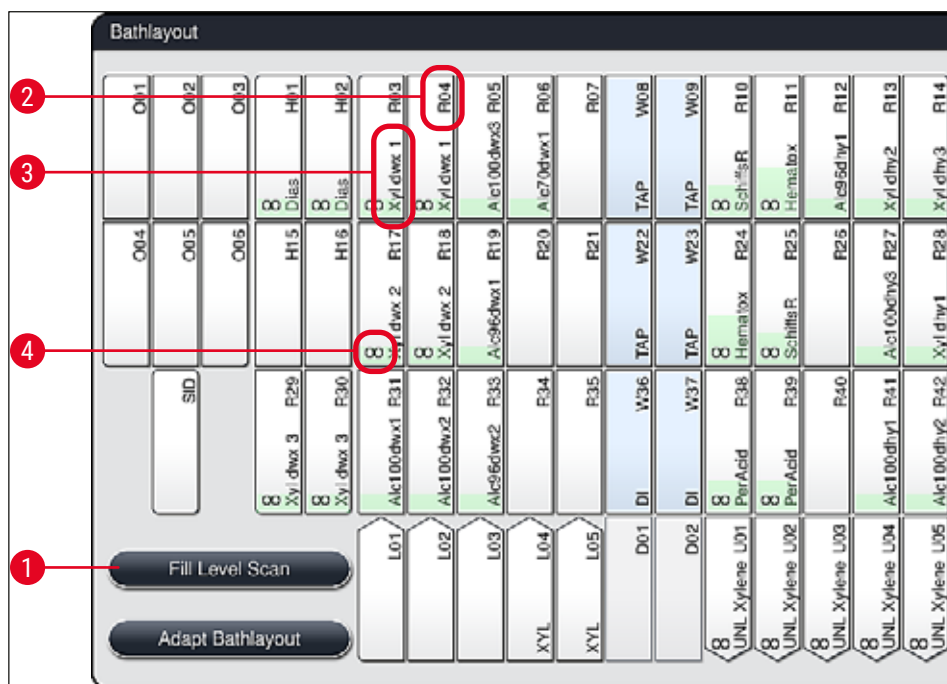 Bathlayout
O01
O02
O03
H01
Dias
H02
Dias
R03
Xyl dwx 1
R04
Xyl dwx 1
R05
Alc100dwx3
R06
Alc70dwx1
R07
W08
TAP
W09
TAP
R10
SchiffsR
R11
Hematox
R12
Alc96dhy1
R13
Xyl dhy2
R14
Xyl dhy3
O04
O05
O06
H15
H16
R17
Xyl dwx 2
R18
Xyl dwx 2
R19
Alc96dwx1
R20
R21
W22
TAP
W23
TAP
R24
Hematox
R25
SchiffsR
R26
R27
Alc100dhy3
R28
Xyl dhy1
SID
R29
Xyl dwx 3
R30
Xyl dwx 3
R31
Alc100dwx1
R32
Alc100dwx2
R33
Alc96dwx2
R34
R35
W36
DI
W37
DI
R38
PerAcid
R39
PerAcid
R40
R41
Alc100dhy1
R42
Alc100dhy2
Fill Level Scan
Adapt Bathlayout
L01
L02
L03
L04
XYL
L05
XYL
D01
D02
UNL Xylene U01
UNL Xylene U02
UNL Xylene U03
UNL Xylene U04
UNL Xylene U05
2
3
4
1